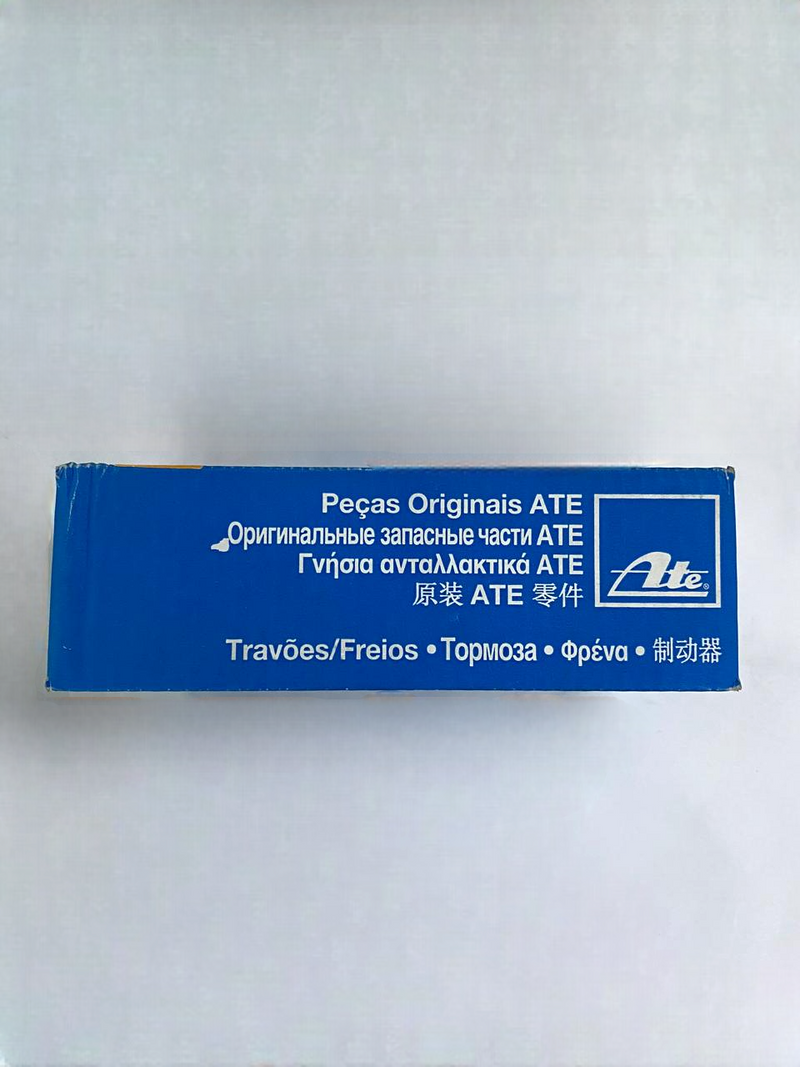 Peças Originais ATE
Оригинальные запасные части ATE
Γνήσια ανταλλακτικά ATE
原装 ATE 零件
Ate®
Travões/Freios • Тормоза • Φρένα • 制动器